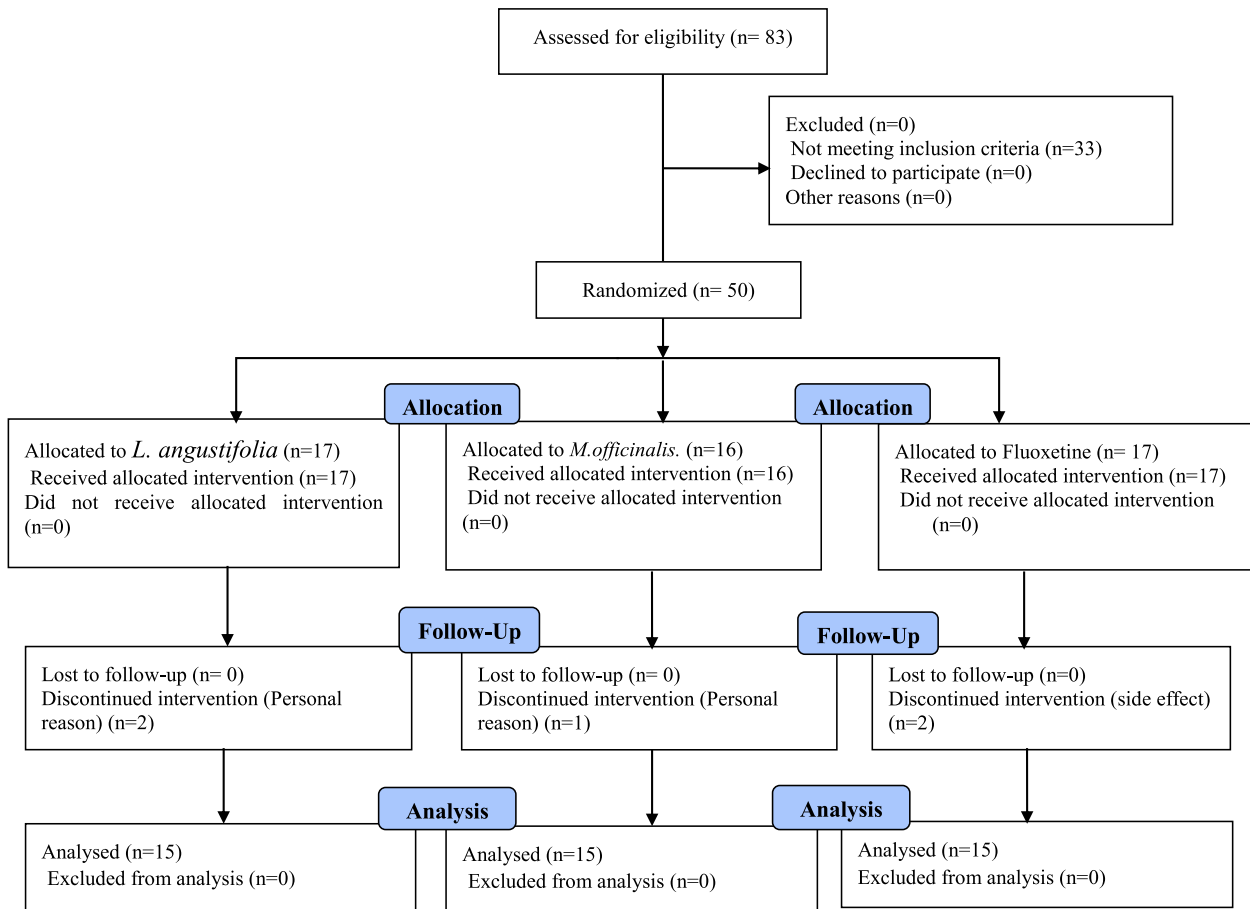 Assessed for eligibility (n= 83)
Excluded (n=0)
Not meeting inclusion criteria (n=33)
Declined to participate (n=0)
Other reasons (n=0)
Randomized (n= 50)
Allocation
Allocation
Allocated to L. angustifolia (n=17)
Received allocated intervention (n=17)
Did not receive allocated intervention
(n=0)
Allocated to M.officinalis. (n=16)
Received allocated intervention (n=16)
Did not receive allocated intervention
(n=0)
Allocated to Fluoxetine (n= 17)
Received allocated intervention (n=17)
Did not receive allocated intervention
(n=0)
Follow-Up
Follow-Up
Lost to follow-up (n= 0)
Discontinued intervention (Personal
reason) (n=2)
Lost to follow-up (n= 0)
Discontinued intervention (Personal
reason) (n=1)
Lost to follow-up (n=0)
Discontinued intervention (side effect)
(n=2)
Analysis
Analysis
Analysed (n=15)
Excluded from analysis (n=0)
Analysed (n=15)
Excluded from analysis (n=0)
Analysed (n=15)
Excluded from analysis (n=0)